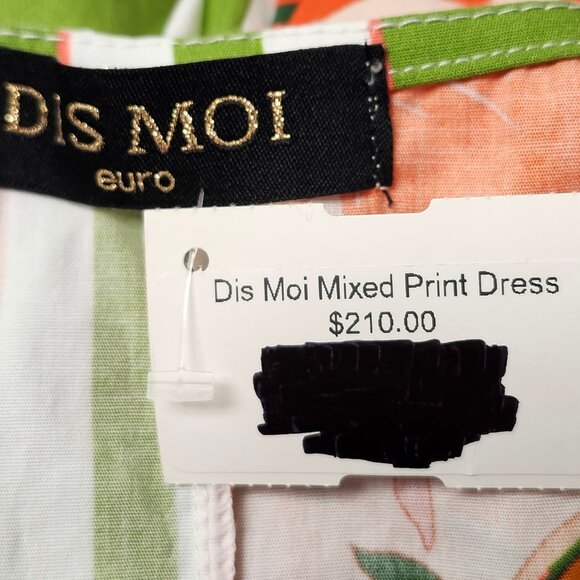 DIS MOI
euro
Dis Moi Mixed Print Dress
$210.00